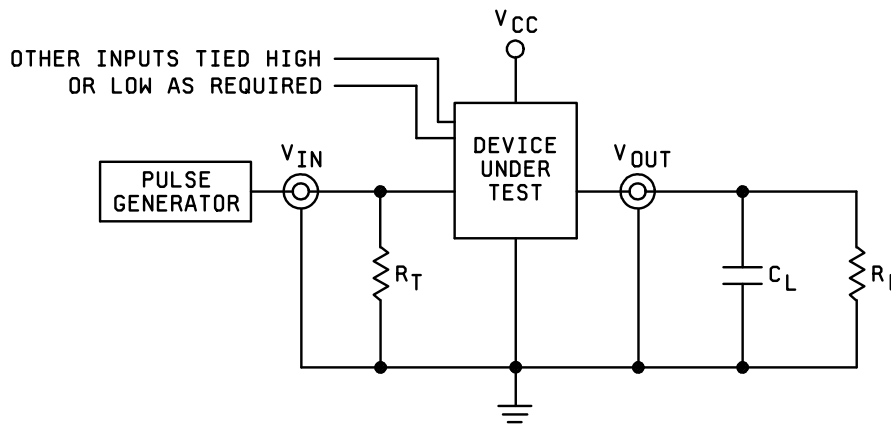 VCC
OTHER INPUTS TIED HIGH
OR LOW AS REQUIRED
DEVICE
UNDER
TEST
VIN
VOUT
PULSE
GENERATOR
RT
CL
R